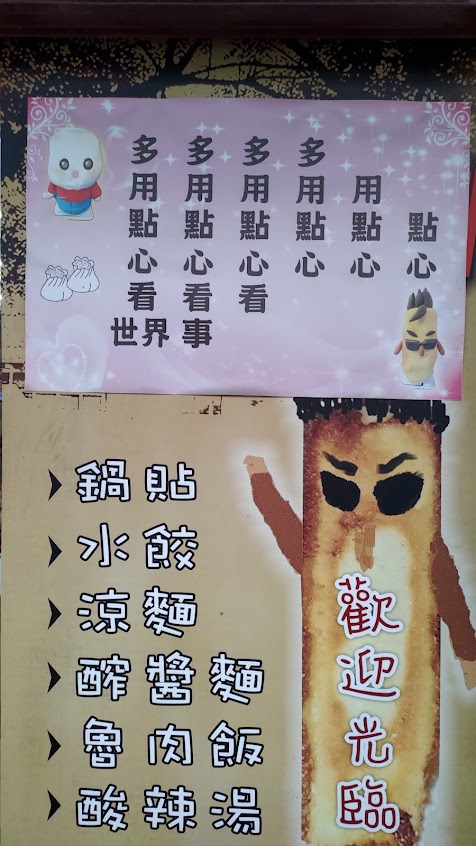 點心
用點心
多用點心
多用點心看
多用點心看事
多用點心看世界
鍋貼
水餃
涼麵
醡醬麵
魯肉飯
酸辣湯
歡迎光臨